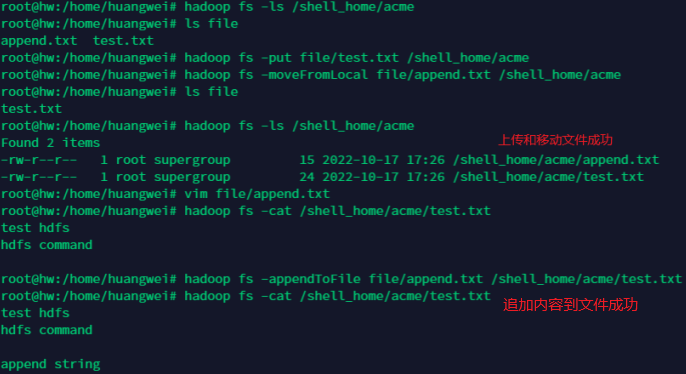 root@hw:/home/huangwei# hadoop fs -ls /shell_home/acme
root@hw:/home/huangwei# ls file
append.txt  test.txt
root@hw:/home/huangwei# hadoop fs -put file/test.txt /shell_home/acme
root@hw:/home/huangwei# hadoop fs -moveFromLocal file/append.txt /shell_home/acme
root@hw:/home/huangwei# ls file
test.txt
root@hw:/home/huangwei# hadoop fs -ls /shell_home/acme
Found 2 items
上传和移动文件成功
-rw-r--r--   1 root supergroup         15 2022-10-17 17:26 /shell_home/acme/append.txt
-rw-r--r--   1 root supergroup         24 2022-10-17 17:26 /shell_home/acme/test.txt
root@hw:/home/huangwei# vim file/append.txt
root@hw:/home/huangwei# hadoop fs -cat /shell_home/acme/test.txt
test hdfs
hdfs command
root@hw:/home/huangwei# hadoop fs -appendToFile file/append.txt /shell_home/acme/test.txt
root@hw:/home/huangwei# hadoop fs -cat /shell_home/acme/test.txt
追加内容到文件成功
test hdfs
hdfs command
append string